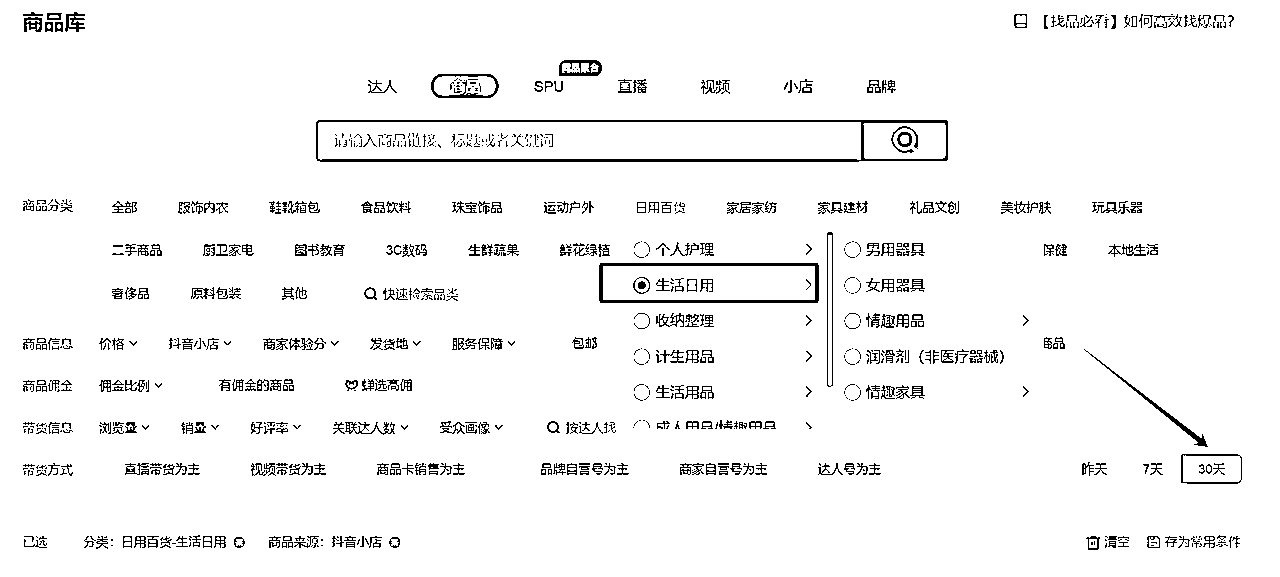 商品库
【找品必看】如何高效找爆品?
达人 商品 SPU 直播 视频 小店 品牌
请输入商品链接、标题或者关键词
商品分类 全部 服饰内衣 鞋靴箱包 食品饮料 珠宝饰品 运动户外 日用百货 家居家纺 家具建材 礼品文创 美妆护肤 玩具乐器
二手商品 厨卫家电 图书教育 3C数码 生鲜蔬果 鲜花绿植 个人护理 男用器具 保健 本地生活
生活日用 女用器具
奢侈品 原料包装 其他 快速检索品类
收纳整理 情趣用品
商品信息 价格 抖音小店 商家体验分 发货地 服务保障 包邮 商品
计生用品 润滑剂（非医疗器械）
商品佣金 佣金比例 有佣金的商品 蝉选高佣 生活用品 情趣家具
带货信息 浏览量 销量 好评率 关联达人数 受众画像 按达人找 成人用品/情趣用品
带货方式 直播带货为主 视频带货为主 商品卡销售为主 品牌自营号为主 商家自营号为主 达人号为主 昨天 7天 30天
已选 分类：日用百货-生活日用 商品来源：抖音小店 清空 存为常用条件